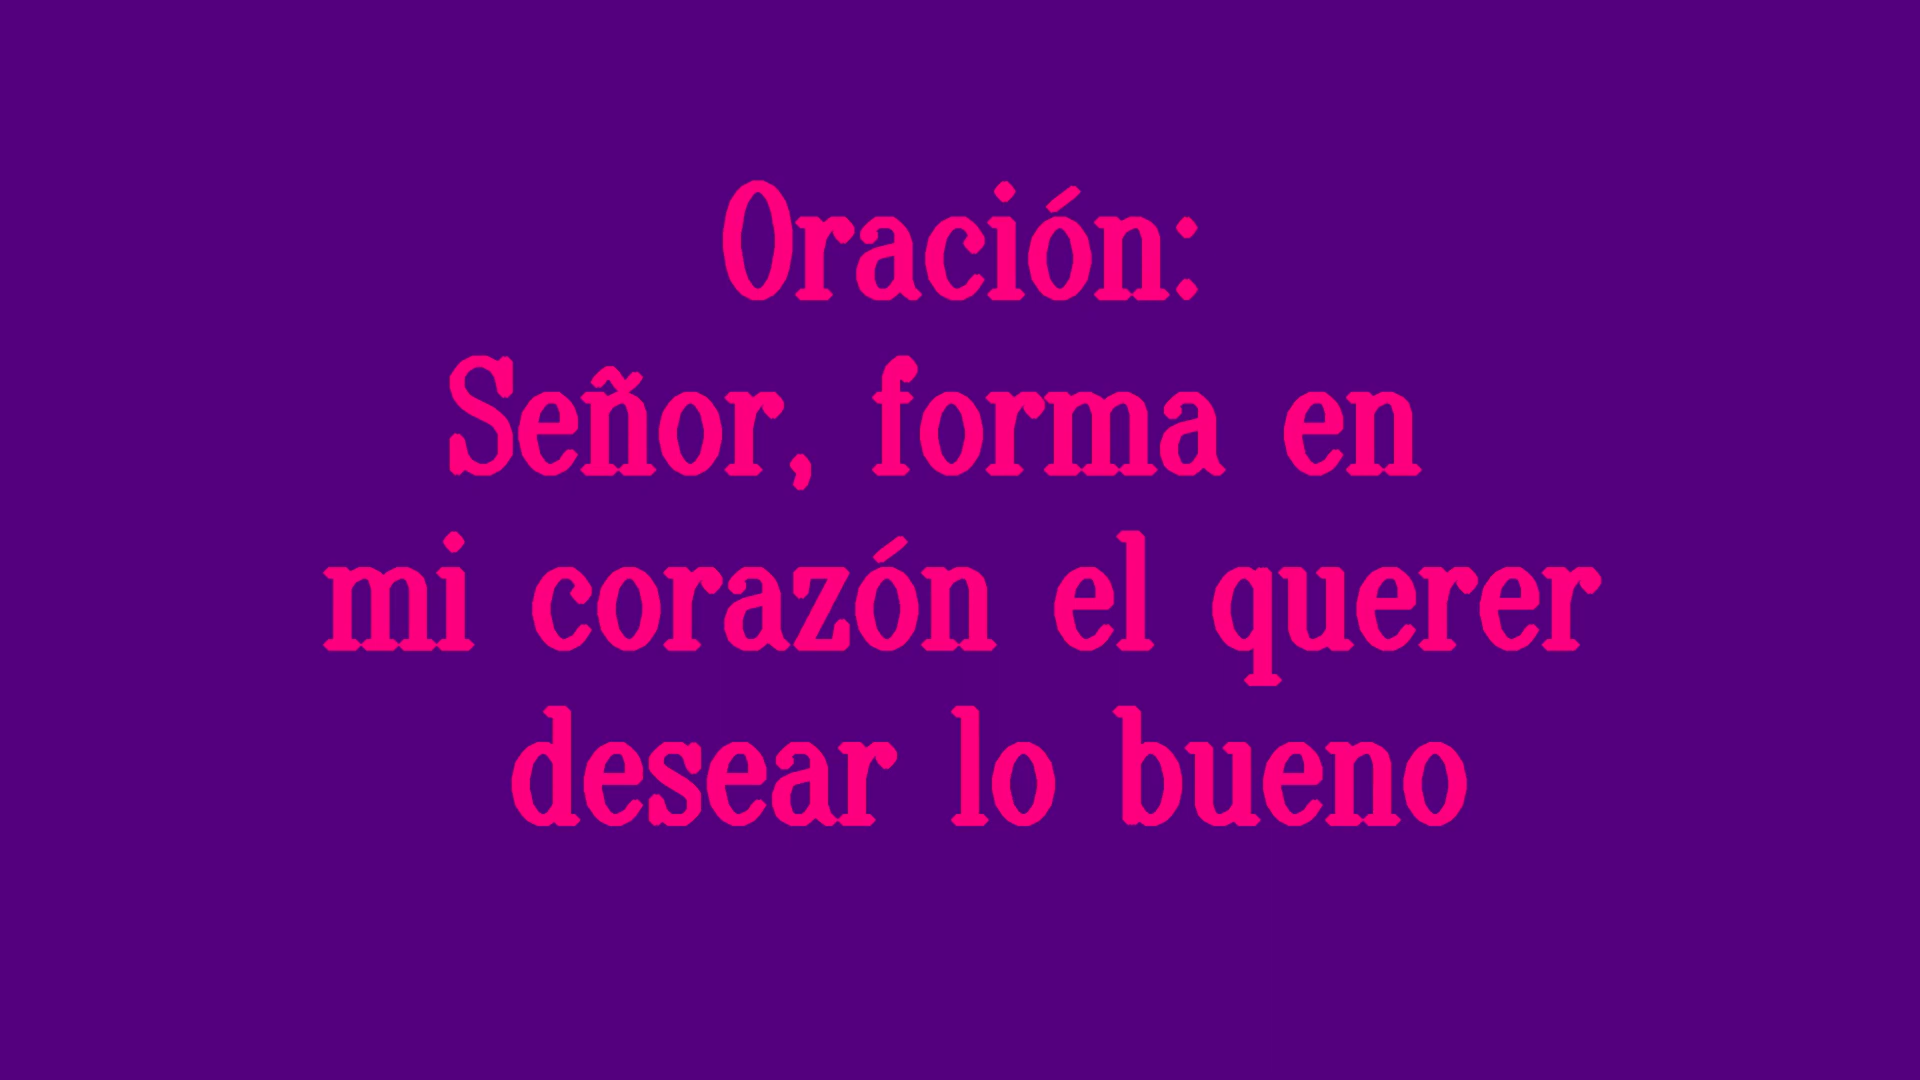 Oración:
Señor, forma en
mi corazón el querer
desear lo bueno